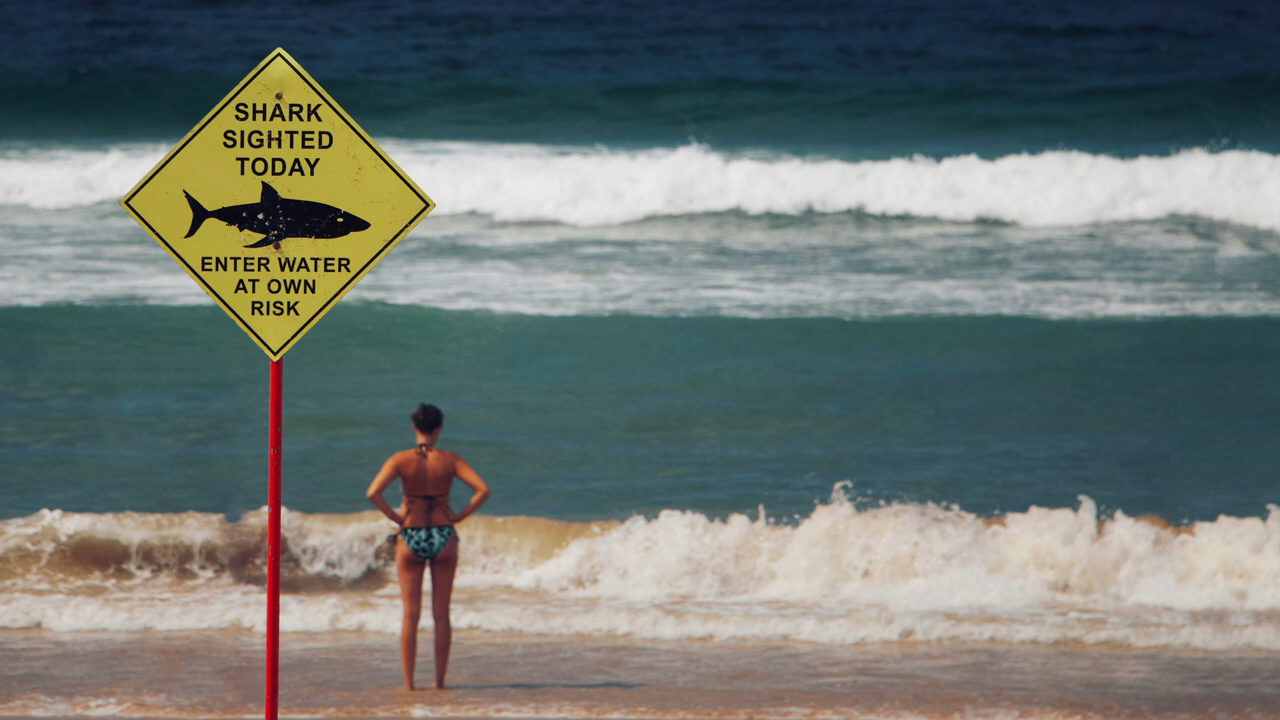 SHARK
SIGHTED
TODAY
ENTER WATER
AT OWN
RISK